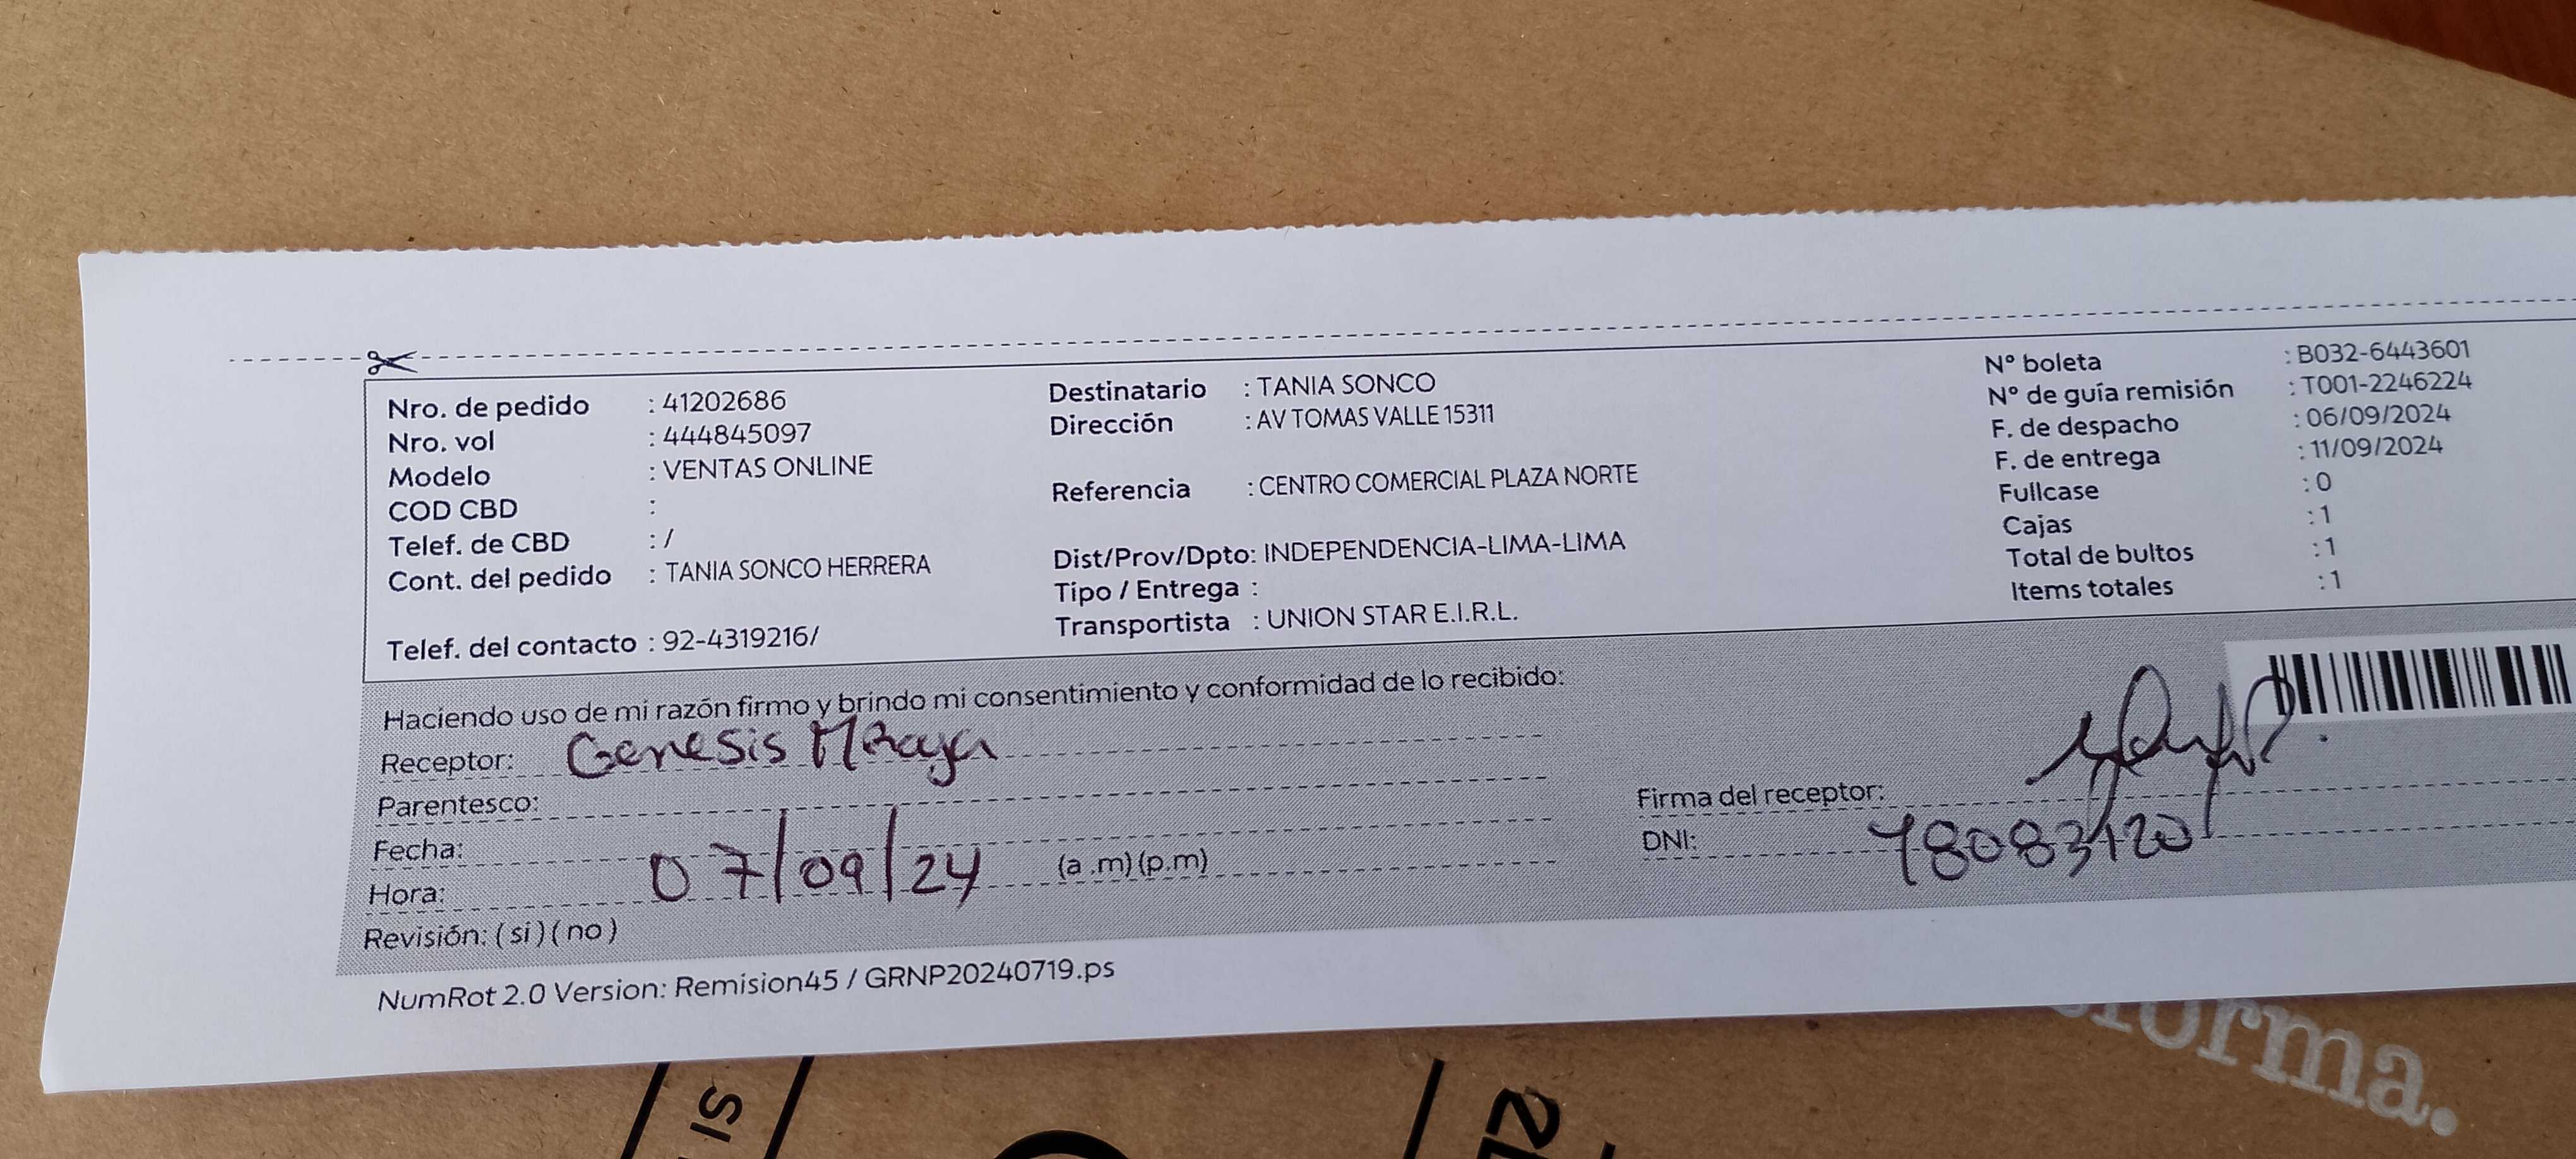 Nro. de pedido : 41202686
Nro. vol : 444845097
Modelo : VENTAS ONLINE
COD CBD :
Telef. de CBD : /
Cont. del pedido : TANIA SONCO HERRERA
Telef. del contacto : 92-4319216/
Destinatario : TANIA SONCO
Dirección : AV TOMAS VALLE 15311
Referencia : CENTRO COMERCIAL PLAZA NORTE
Dist/Prov/Dpto: INDEPENDENCIA-LIMA-LIMA
Tipo / Entrega :
Transportista : UNION STAR E.I.R.L.
N° boleta : B032-6443601
N° de guía remisión : T001-2246224
F. de despacho : 06/09/2024
F. de entrega : 11/09/2024
Fullcase : 0
Cajas : 1
Total de bultos : 1
Items totales : 1
Haciendo uso de mi razón firmo y brindo mi consentimiento y conformidad de lo recibido:
Receptor: Genesis
Parentesco:
Fecha:
07/09/24
Hora: (a .m) (p.m)
Revisión: ( si ) ( no )
Firma del receptor:
DNI: 78083120
NumRot 2.0 Version: Remision45 / GRNP20240719.ps
forma.
SI